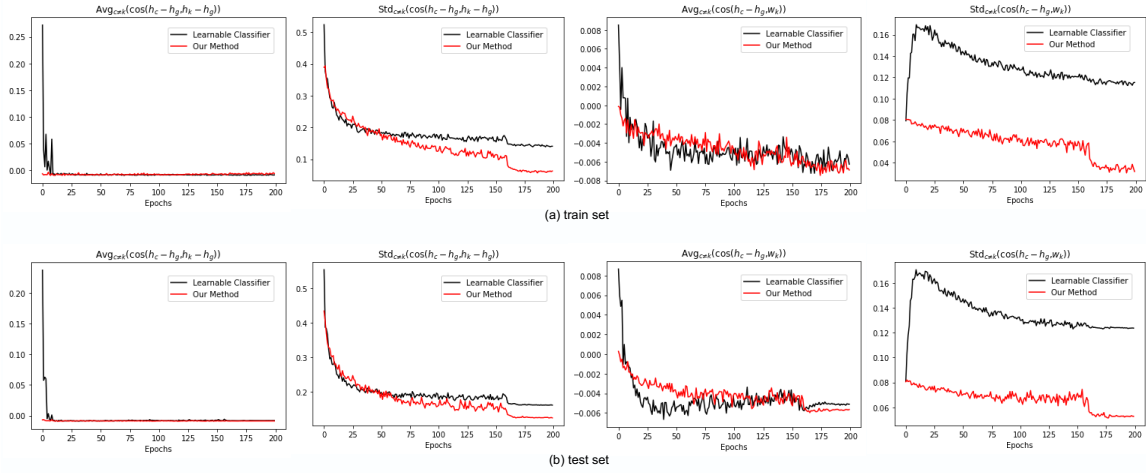 Avg_{c≠k}(cos(h_c − h_g, h_k − h_g))
0.25
0.20
0.15
0.10
0.05
0.00
Learnable Classifier
Our Method
0 25 50 75 100 125 150 175 200
Epochs
Std_{c≠k}(cos(h_c − h_g, h_k − h_g))
0.5
0.4
0.3
0.2
0.1
Learnable Classifier
Our Method
0 25 50 75 100 125 150 175 200
Epochs
Avg_{c≠k}(cos(h_c − h_g, w_k))
0.008
0.006
0.004
0.002
0.000
−0.002
−0.004
−0.006
−0.008
Learnable Classifier
Our Method
0 25 50 75 100 125 150 175 200
Epochs
Std_{c≠k}(cos(h_c − h_g, w_k))
0.16
0.14
0.12
0.10
0.08
0.06
0.04
Learnable Classifier
Our Method
0 25 50 75 100 125 150 175 200
Epochs
(a) train set
Avg_{c≠k}(cos(h_c − h_g, h_k − h_g))
0.20
0.15
0.10
0.05
0.00
Learnable Classifier
Our Method
0 25 50 75 100 125 150 175 200
Epochs
Std_{c≠k}(cos(h_c − h_g, h_k − h_g))
0.5
0.4
0.3
0.2
Learnable Classifier
Our Method
0 25 50 75 100 125 150 175 200
Epochs
Avg_{c≠k}(cos(h_c − h_g, w_k))
0.008
0.006
0.004
0.002
0.000
−0.002
−0.004
−0.006
Learnable Classifier
Our Method
0 25 50 75 100 125 150 175 200
Epochs
Std_{c≠k}(cos(h_c − h_g, w_k))
0.16
0.14
0.12
0.10
0.08
0.06
Learnable Classifier
Our Method
0 25 50 75 100 125 150 175 200
Epochs
(b) test set